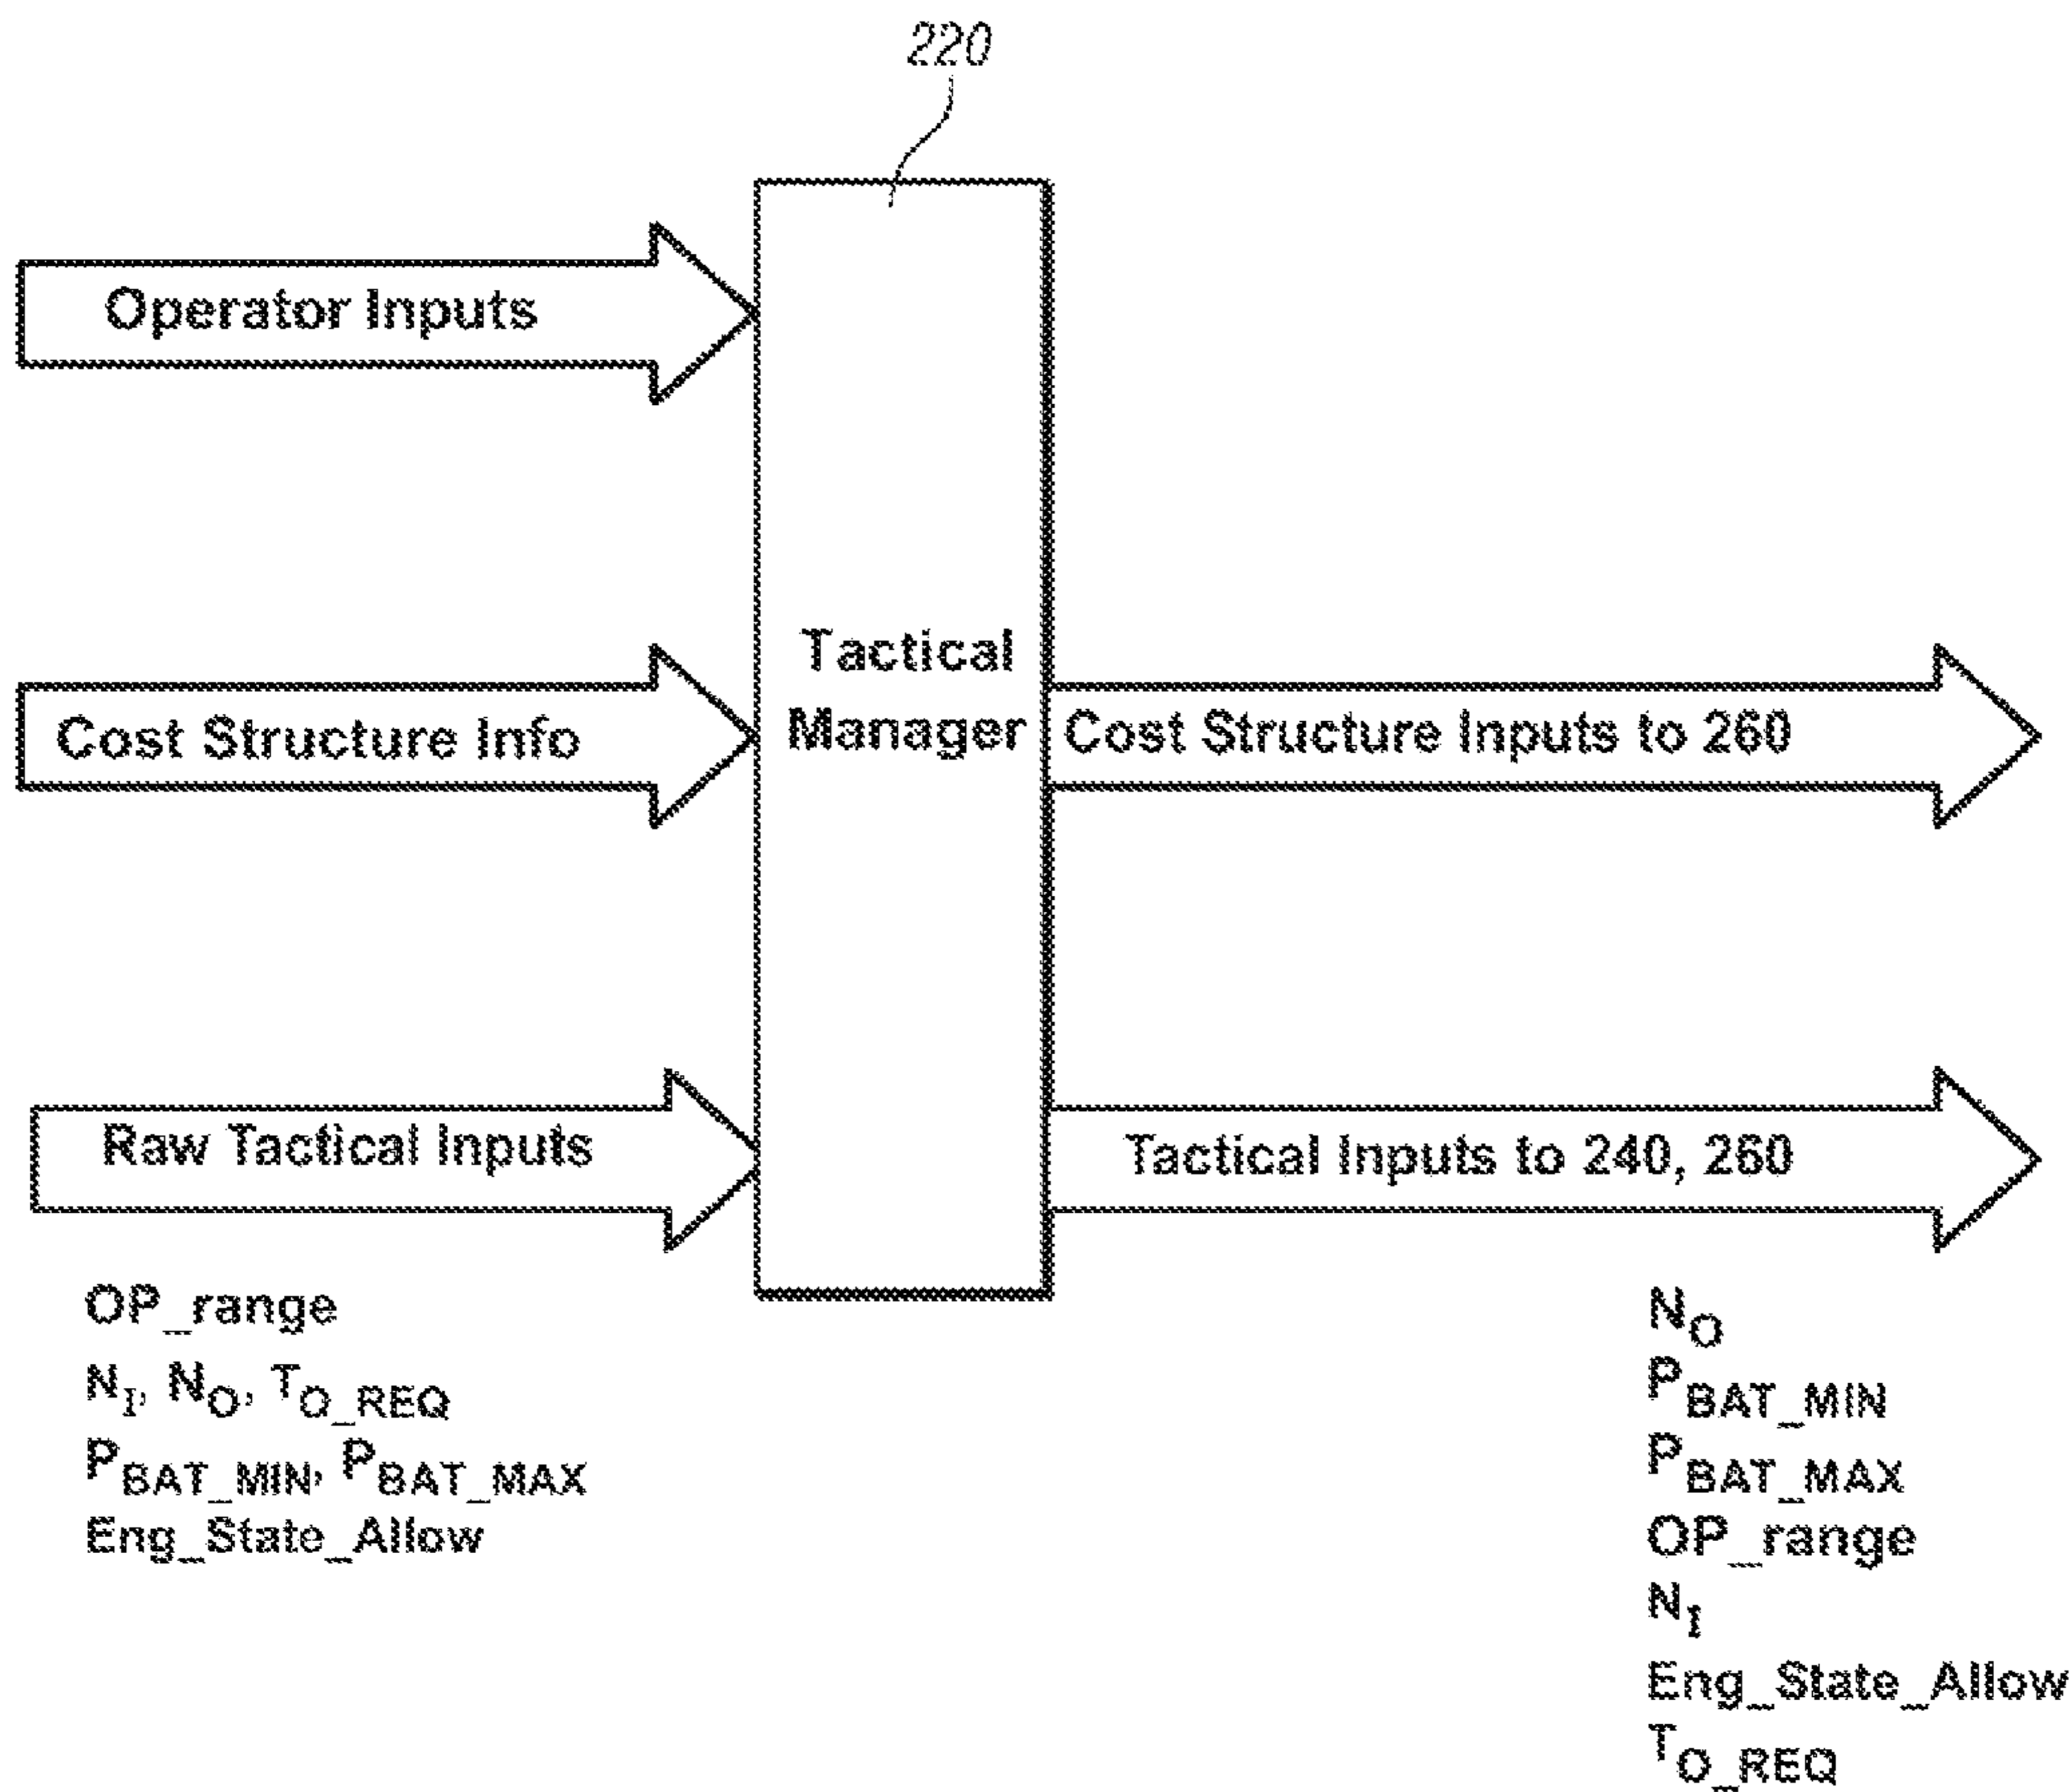 220
Operator Inputs
Tactical
Manager
Cost Structure Info
Cost Structure Inputs to 260
Raw Tactical Inputs
Tactical Inputs to 240, 260
OP_range
N_I, N_O, T_O_REQ
P_BAT_MIN, P_BAT_MAX
Eng_State_Allow
N_O
P_BAT_MIN
P_BAT_MAX
OP_range
N_I
Eng_State_Allow
T_O_REQ